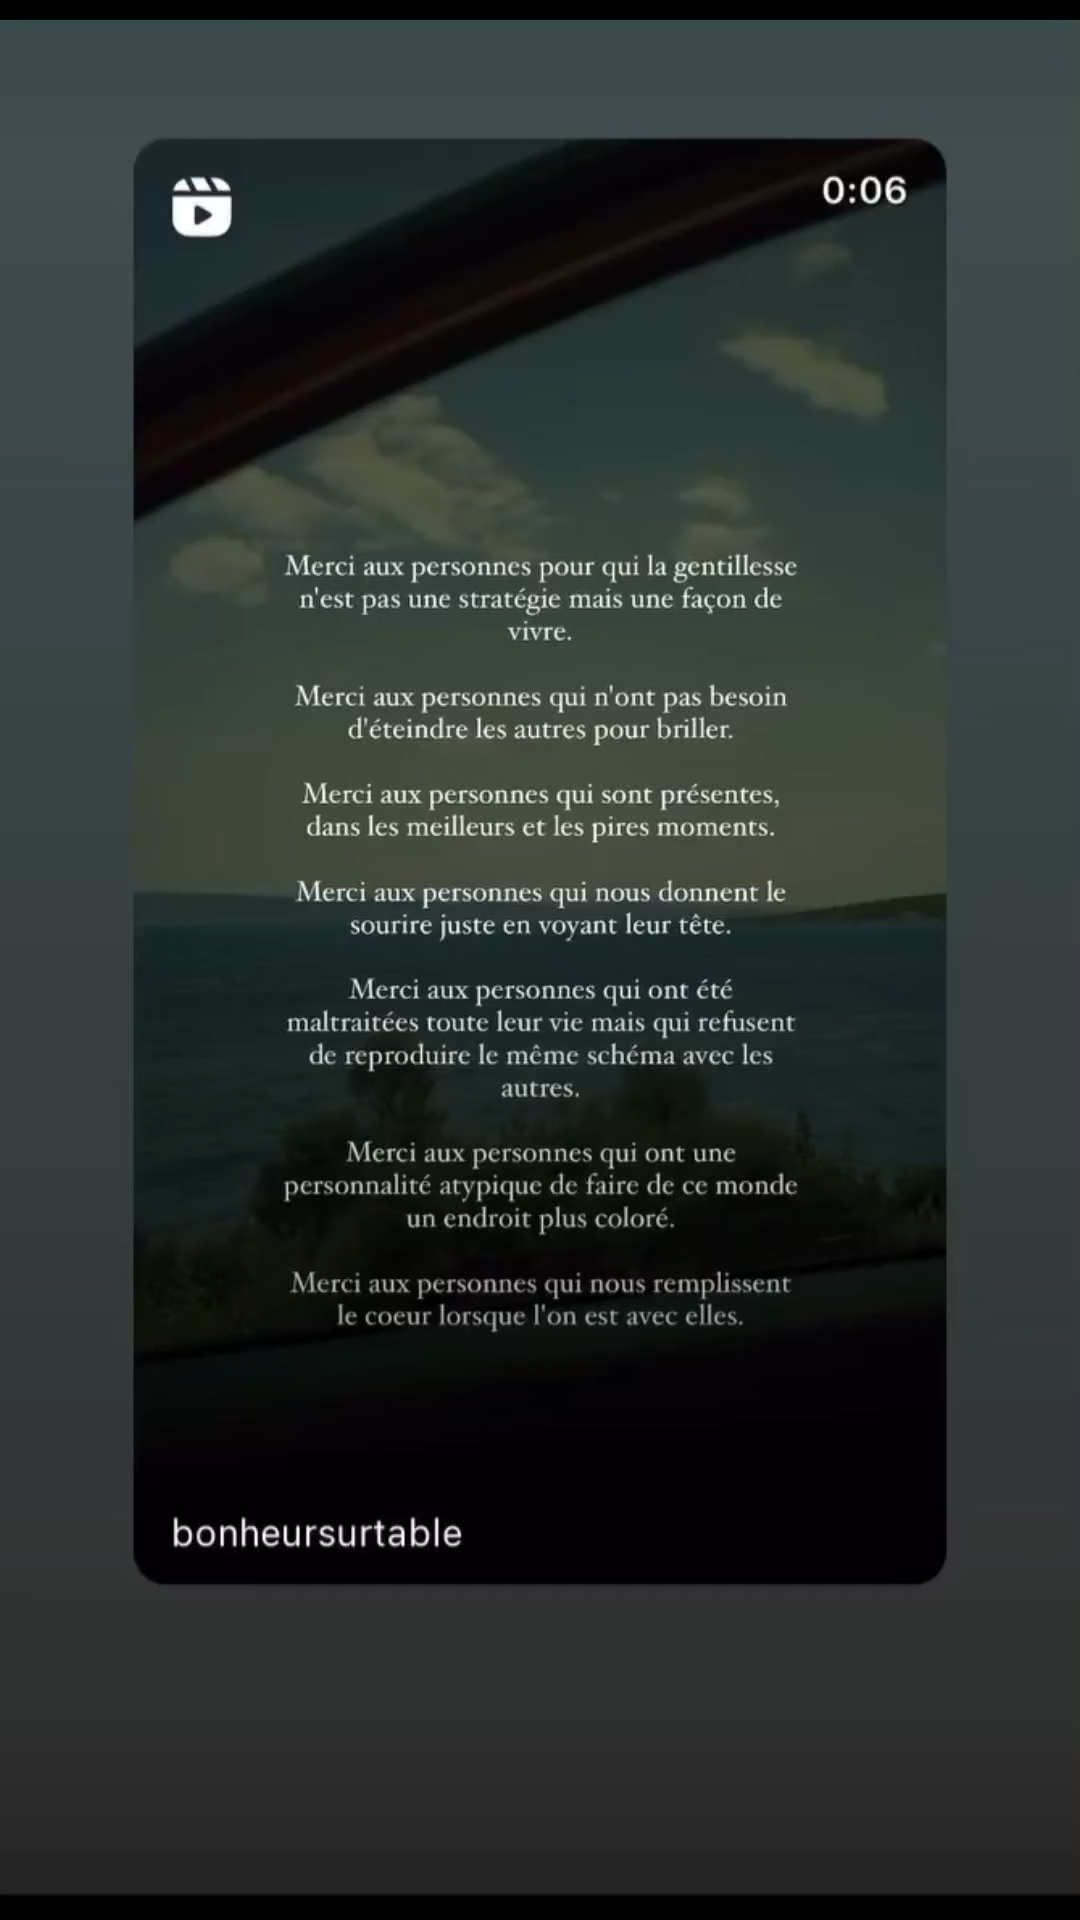 0:06
Merci aux personnes pour qui la gentillesse
n'est pas une stratégie mais une façon de
vivre.
Merci aux personnes qui n'ont pas besoin
d'éteindre les autres pour briller.
Merci aux personnes qui sont présentes,
dans les meilleurs et les pires moments.
Merci aux personnes qui nous donnent le
sourire juste en voyant leur tête.
Merci aux personnes qui ont été
maltraitées toute leur vie mais qui refusent
de reproduire le même schéma avec les
autres.
Merci aux personnes qui ont une
personnalité atypique de faire de ce monde
un endroit plus coloré.
Merci aux personnes qui nous remplissent
le coeur lorsque l'on est avec elles.
bonheursurtable